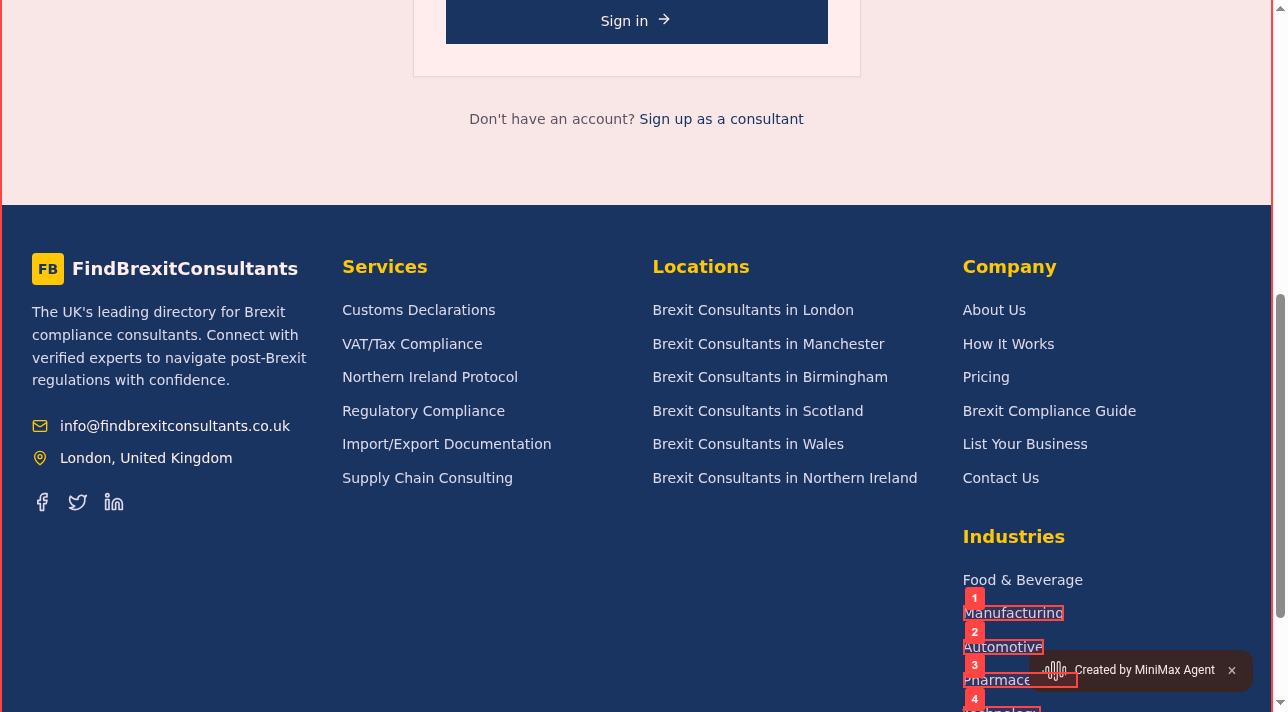 Sign in
Don't have an account? Sign up as a consultant
FB FindBrexitConsultants
The UK's leading directory for Brexit
compliance consultants. Connect with
verified experts to navigate post-Brexit
regulations with confidence.
info@findbrexitconsultants.co.uk
London, United Kingdom
Services
Customs Declarations
VAT/Tax Compliance
Northern Ireland Protocol
Regulatory Compliance
Import/Export Documentation
Supply Chain Consulting
Locations
Brexit Consultants in London
Brexit Consultants in Manchester
Brexit Consultants in Birmingham
Brexit Consultants in Scotland
Brexit Consultants in Wales
Brexit Consultants in Northern Ireland
Company
About Us
How It Works
Pricing
Brexit Compliance Guide
List Your Business
Contact Us
Industries
Food & Beverage
1
Manufacturing
2
Automotive
3
Pharmace
4
Created by MiniMax Agent ×